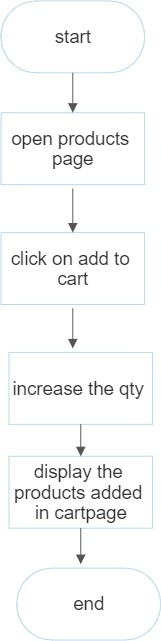 start
open products
page
click on add to
cart
increase the qty
display the
products added
in cartpage
end